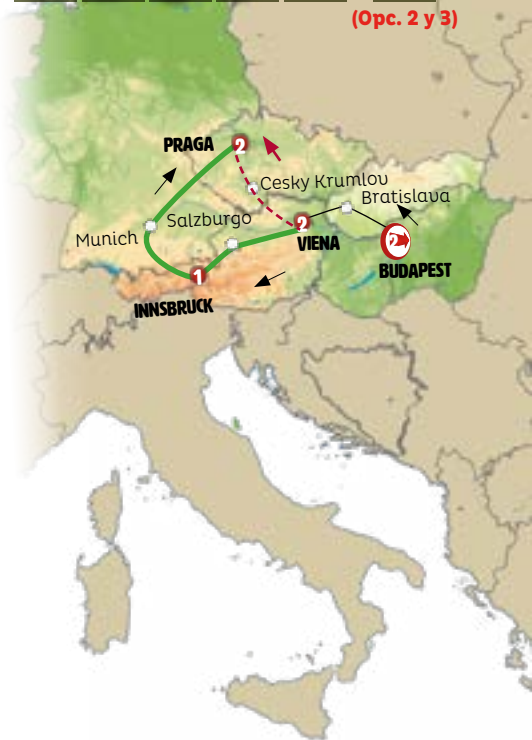 (Opc. 2 y 3)
PRAGA
2
Cesky Krumlov
Bratislava
Salzburgo
Munich
2
VIENA
2
BUDAPEST
1
INNSBRUCK